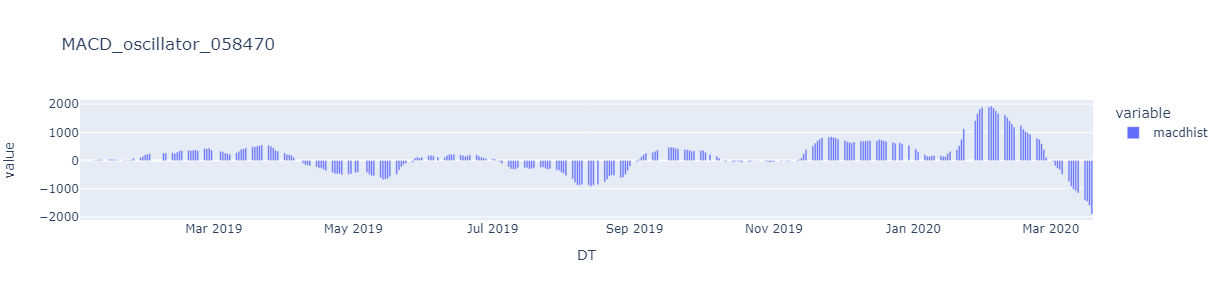 MACD_oscillator_058470
value
2000
1000
0
−1000
−2000
Mar 2019
May 2019
Jul 2019
Sep 2019
Nov 2019
Jan 2020
Mar 2020
DT
variable
macdhist